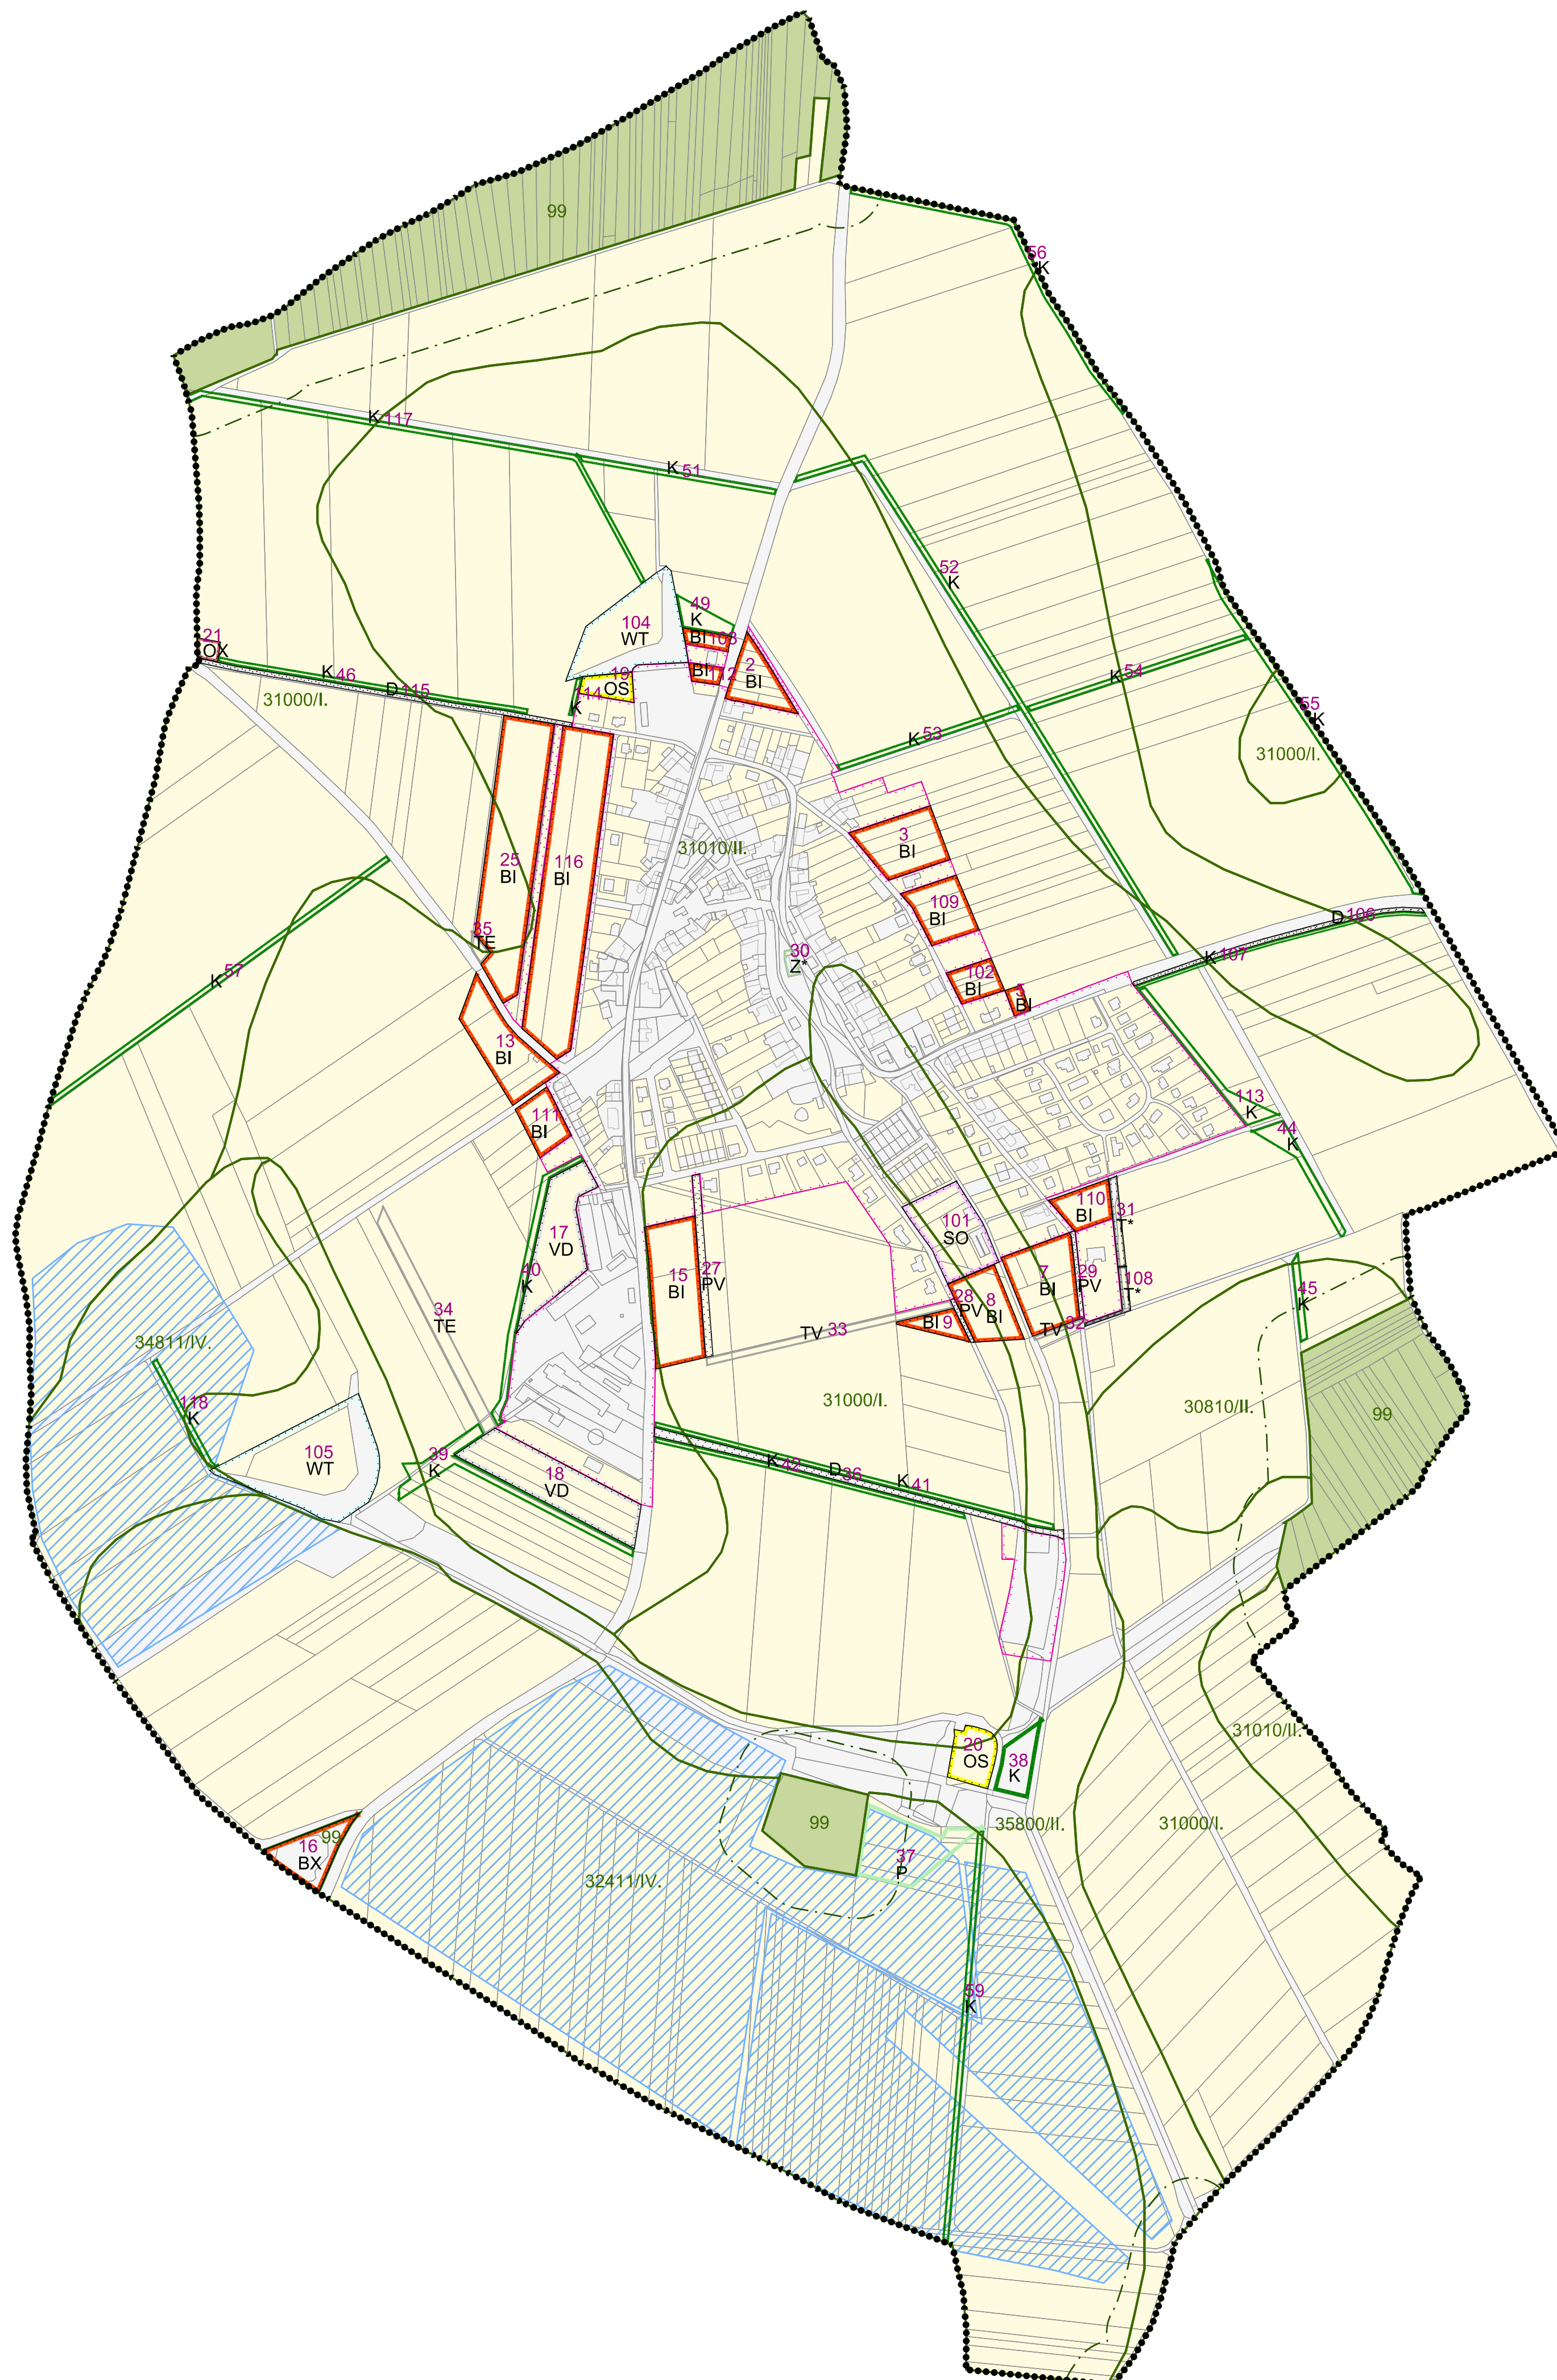 99
56
K
K 117
K 51
52
K
49
K
104
WT
BI 103
21
OX
2
BI
K 46
BI 12
19
OS
K 54
D 115
31000/I.
114
K
55
K
K 53
31000/I.
3
BI
31010/II.
25
BI
116
BI
109
BI
D 106
35
TE
30
Z*
K 107
K 57
102
BI
5
BI
13
BI
113
K
111
BI
44
K
110
BI
31
T*
101
SO
17
VD
15
BI
27
PV
7
BI
29
PV
108
T*
40
K
45
K
28
PV
8
BI
34
TE
BI 9
TV 33
TV 32
34811/IV.
31000/I.
118
K
30810/II.
99
105
WT
39
K
18
VD
K 42
D 36
K 41
31010/II.
20
OS
38
K
99
35800/II.
31000/I.
99
16
BX
37
P
32411/IV.
59
K